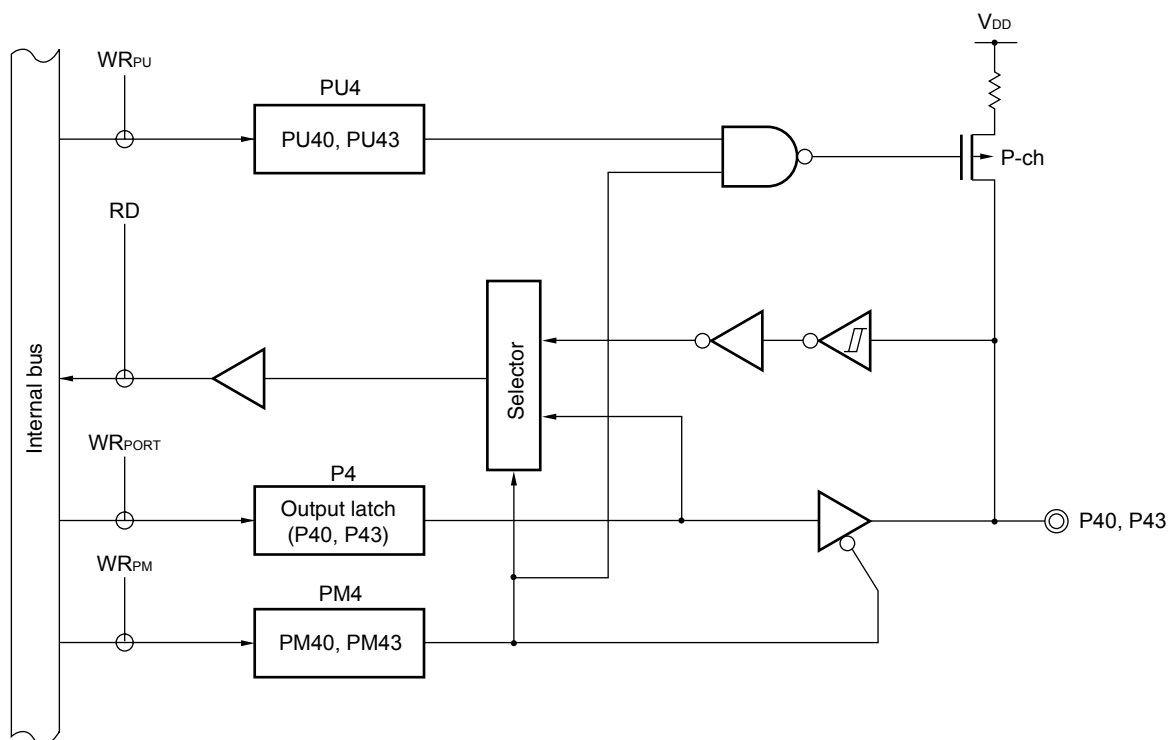 VDD
WRPU
PU4
PU40, PU43
P-ch
RD
Internal bus
Selector
WRPORT
P4
Output latch
(P40, P43)
P40, P43
WRPM
PM4
PM40, PM43